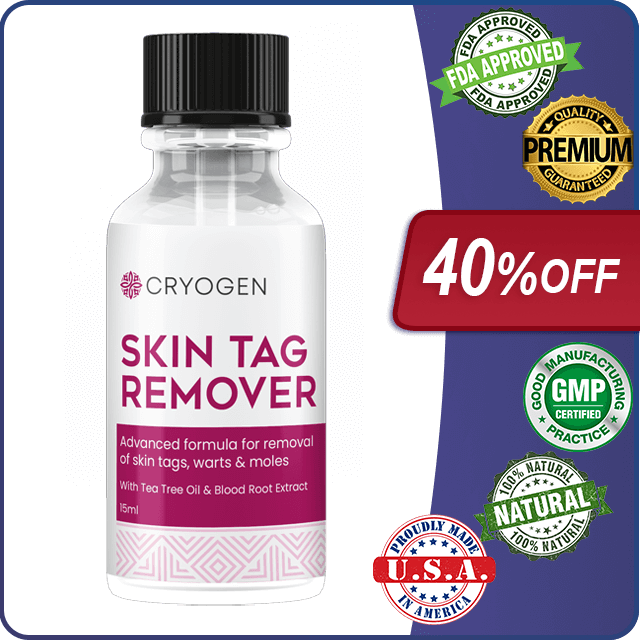 CRYOGEN
SKIN TAG
REMOVER
Advanced formula for removal
of skin tags, warts & moles
With Tea Tree Oil & Blood Root Extract
15ml
FDA APPROVED
FDA APPROVED
FDA APPROVED
QUALITY
PREMIUM
GUARANTEED
40% OFF
GOOD MANUFACTURING
GMP
CERTIFIED
PRACTICE
100% NATURAL
NATURAL
100% NATURAL
PROUDLY MADE
U.S.A.
IN AMERICA